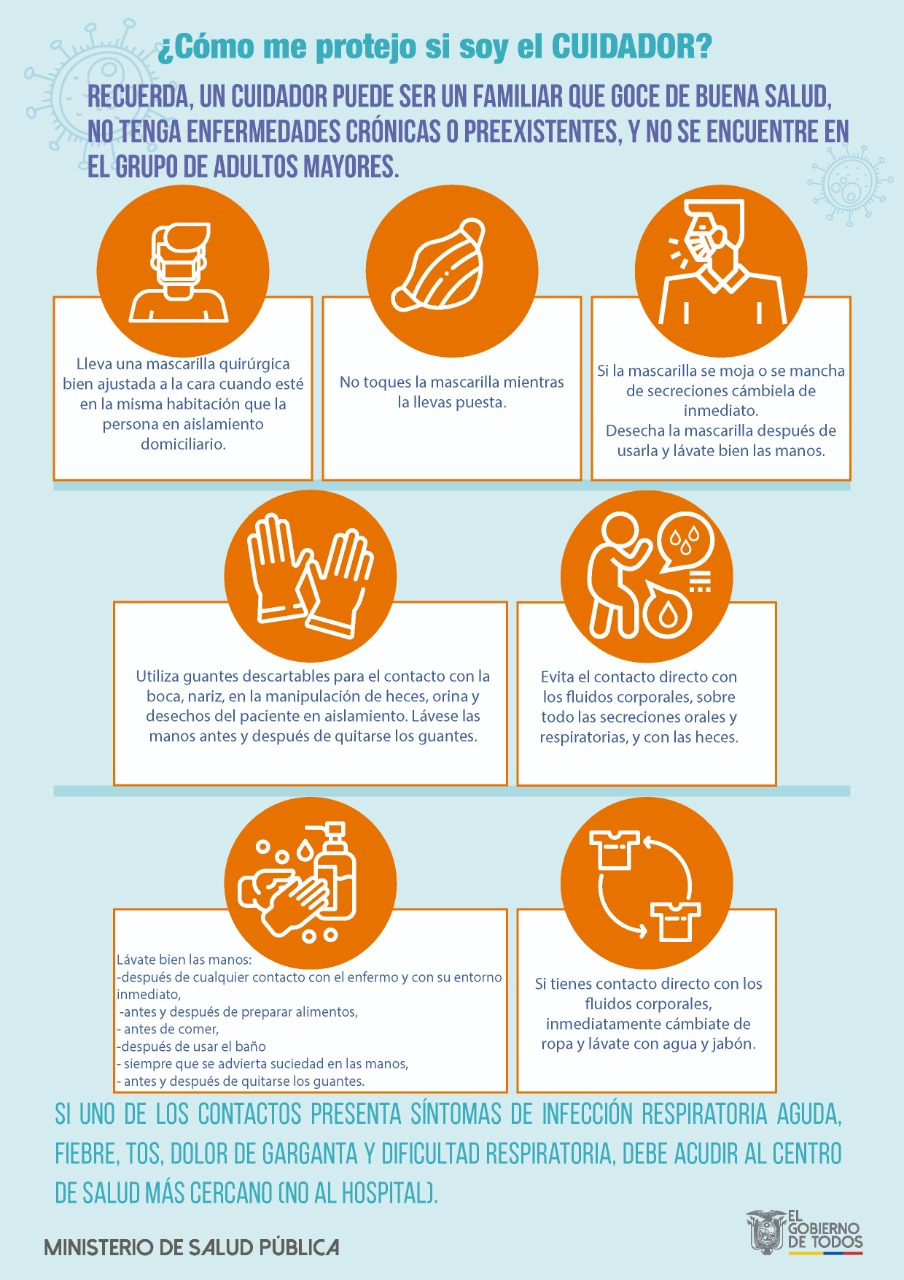 ¿Cómo me protejo si soy el CUIDADOR?
RECUERDA, UN CUIDADOR PUEDE SER UN FAMILIAR QUE GOCE DE BUENA SALUD,
NO TENGA ENFERMEDADES CRÓNICAS O PREEXISTENTES, Y NO SE ENCUENTRE EN
EL GRUPO DE ADULTOS MAYORES.
Lleva una mascarilla quirúrgica
bien ajustada a la cara cuando esté
en la misma habitación que la
persona en aislamiento
domiciliario.
No toques la mascarilla mientras
la llevas puesta.
Si la mascarilla se moja o se mancha
de secreciones cámbiela de
inmediato.
Desecha la mascarilla después de
usarla y lávate bien las manos.
Utiliza guantes descartables para el contacto con la
boca, nariz, en la manipulación de heces, orina y
desechos del paciente en aislamiento. Lávese las
manos antes y después de quitarse los guantes.
Evita el contacto directo con
los fluidos corporales, sobre
todo las secreciones orales y
respiratorias, y con las heces.
Lávate bien las manos:
-después de cualquier contacto con el enfermo y con su entorno
inmediato,
-antes y después de preparar alimentos,
- antes de comer,
-después de usar el baño
- siempre que se advierta suciedad en las manos,
- antes y después de quitarse los guantes.
Si tienes contacto directo con los
fluidos corporales,
inmediatamente cámbiate de
ropa y lávate con agua y jabón.
SI UNO DE LOS CONTACTOS PRESENTA SÍNTOMAS DE INFECCIÓN RESPIRATORIA AGUDA,
FIEBRE, TOS, DOLOR DE GARGANTA Y DIFICULTAD RESPIRATORIA, DEBE ACUDIR AL CENTRO
DE SALUD MÁS CERCANO (NO AL HOSPITAL).
MINISTERIO DE SALUD PÚBLICA
EL
GOBIERNO
DE TODOS